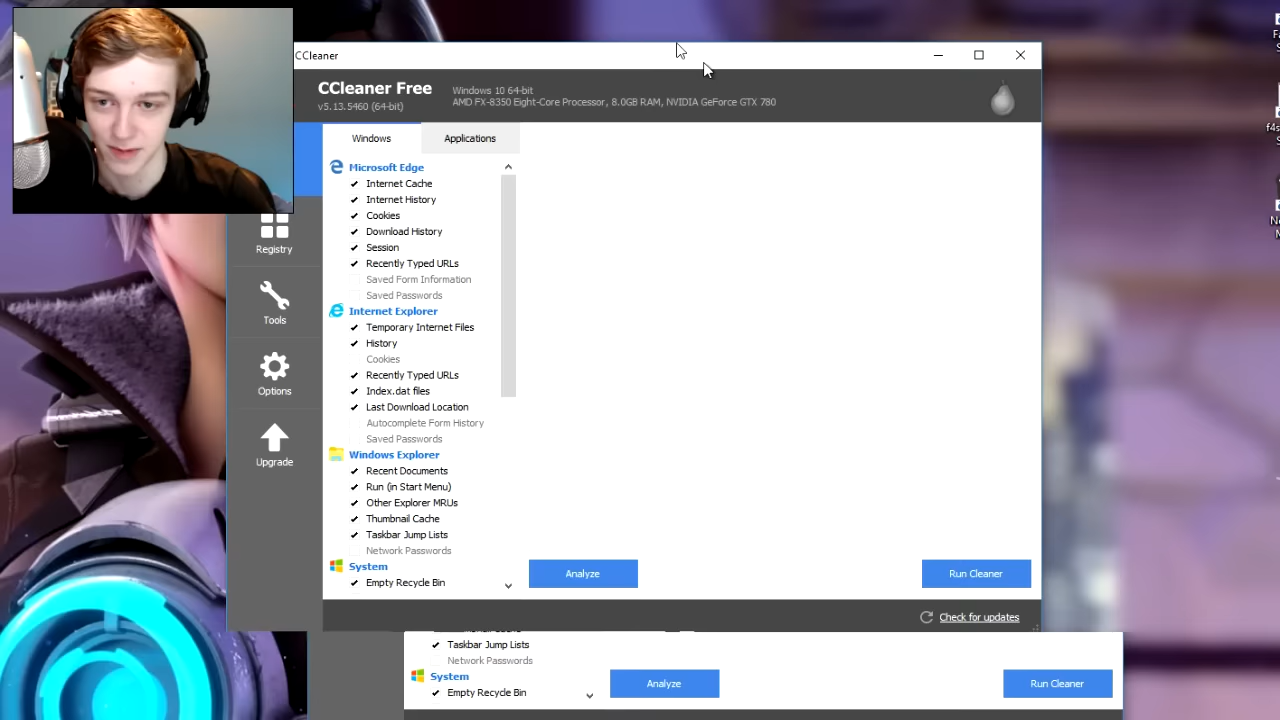 CCleaner
CCleaner Free
v5.13.5460 (64-bit)
Windows 10 64-bit
AMD FX-8350 Eight-Core Processor, 8.0GB RAM, NVIDIA GeForce GTX 780
Registry
Tools
Options
Upgrade
Windows
Applications
Microsoft Edge
Internet Cache
Internet History
Cookies
Download History
Session
Recently Typed URLs
Saved Form Information
Saved Passwords
Internet Explorer
Temporary Internet Files
History
Cookies
Recently Typed URLs
Index.dat files
Last Download Location
Autocomplete Form History
Saved Passwords
Windows Explorer
Recent Documents
Run (in Start Menu)
Other Explorer MRUs
Thumbnail Cache
Taskbar Jump Lists
Network Passwords
System
Empty Recycle Bin
Analyze
Run Cleaner
Check for updates
Taskbar Jump Lists
Network Passwords
System
Empty Recycle Bin
Analyze
Run Cleaner